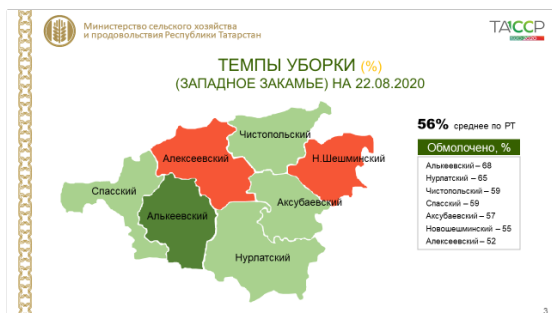 Министерство сельского хозяйства
и продовольствия Республики Татарстан
ТАССР
ТЕМПЫ УБОРКИ (%)
(ЗАПАДНОЕ ЗАКАМЬЕ) НА 22.08.2020
Чистопольский
Алексеевский
Н.Шешминский
Спасский
Аксубаевский
Алькеевский
Нурлатский
56% среднее по РТ
Обмолочено, %
Алькеевский – 68
Нурлатский – 65
Чистопольский – 59
Спасский – 59
Аксубаевский – 57
Новошешминский – 55
Алексеевский – 52
3